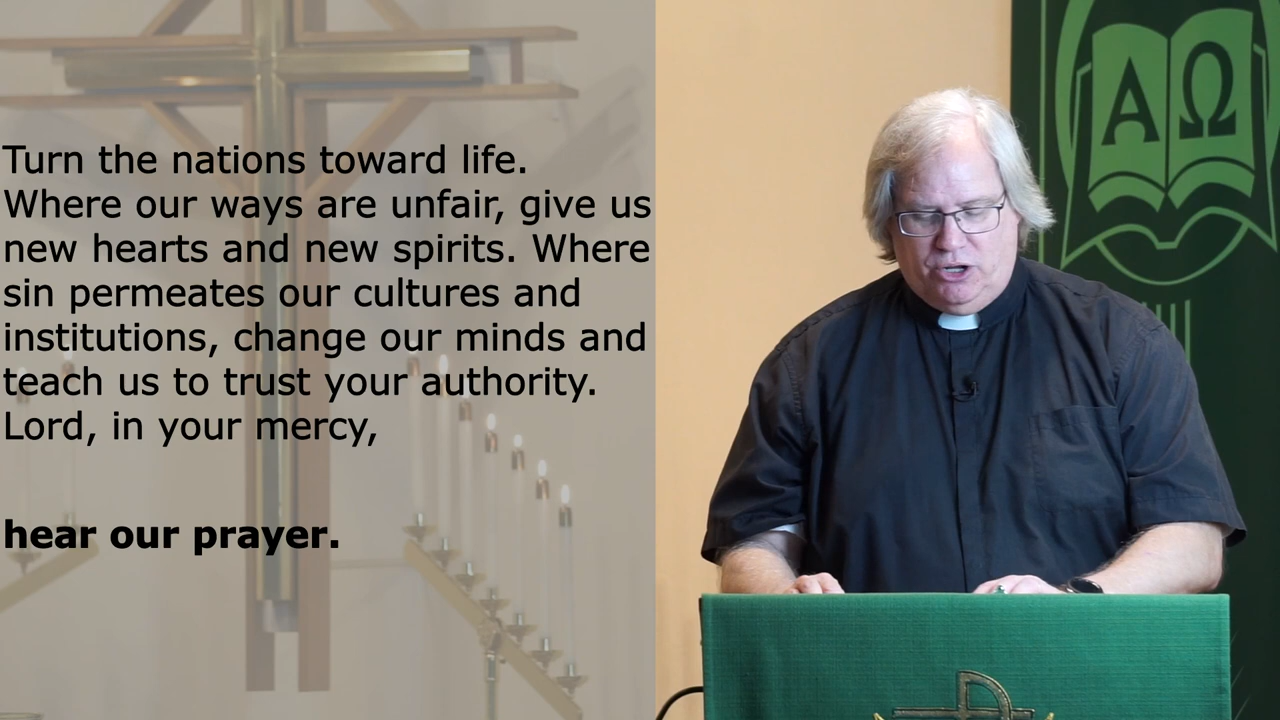 Turn the nations toward life.
Where our ways are unfair, give us
new hearts and new spirits. Where
sin permeates our cultures and
institutions, change our minds and
teach us to trust your authority.
Lord, in your mercy,
hear our prayer.
Α Ω